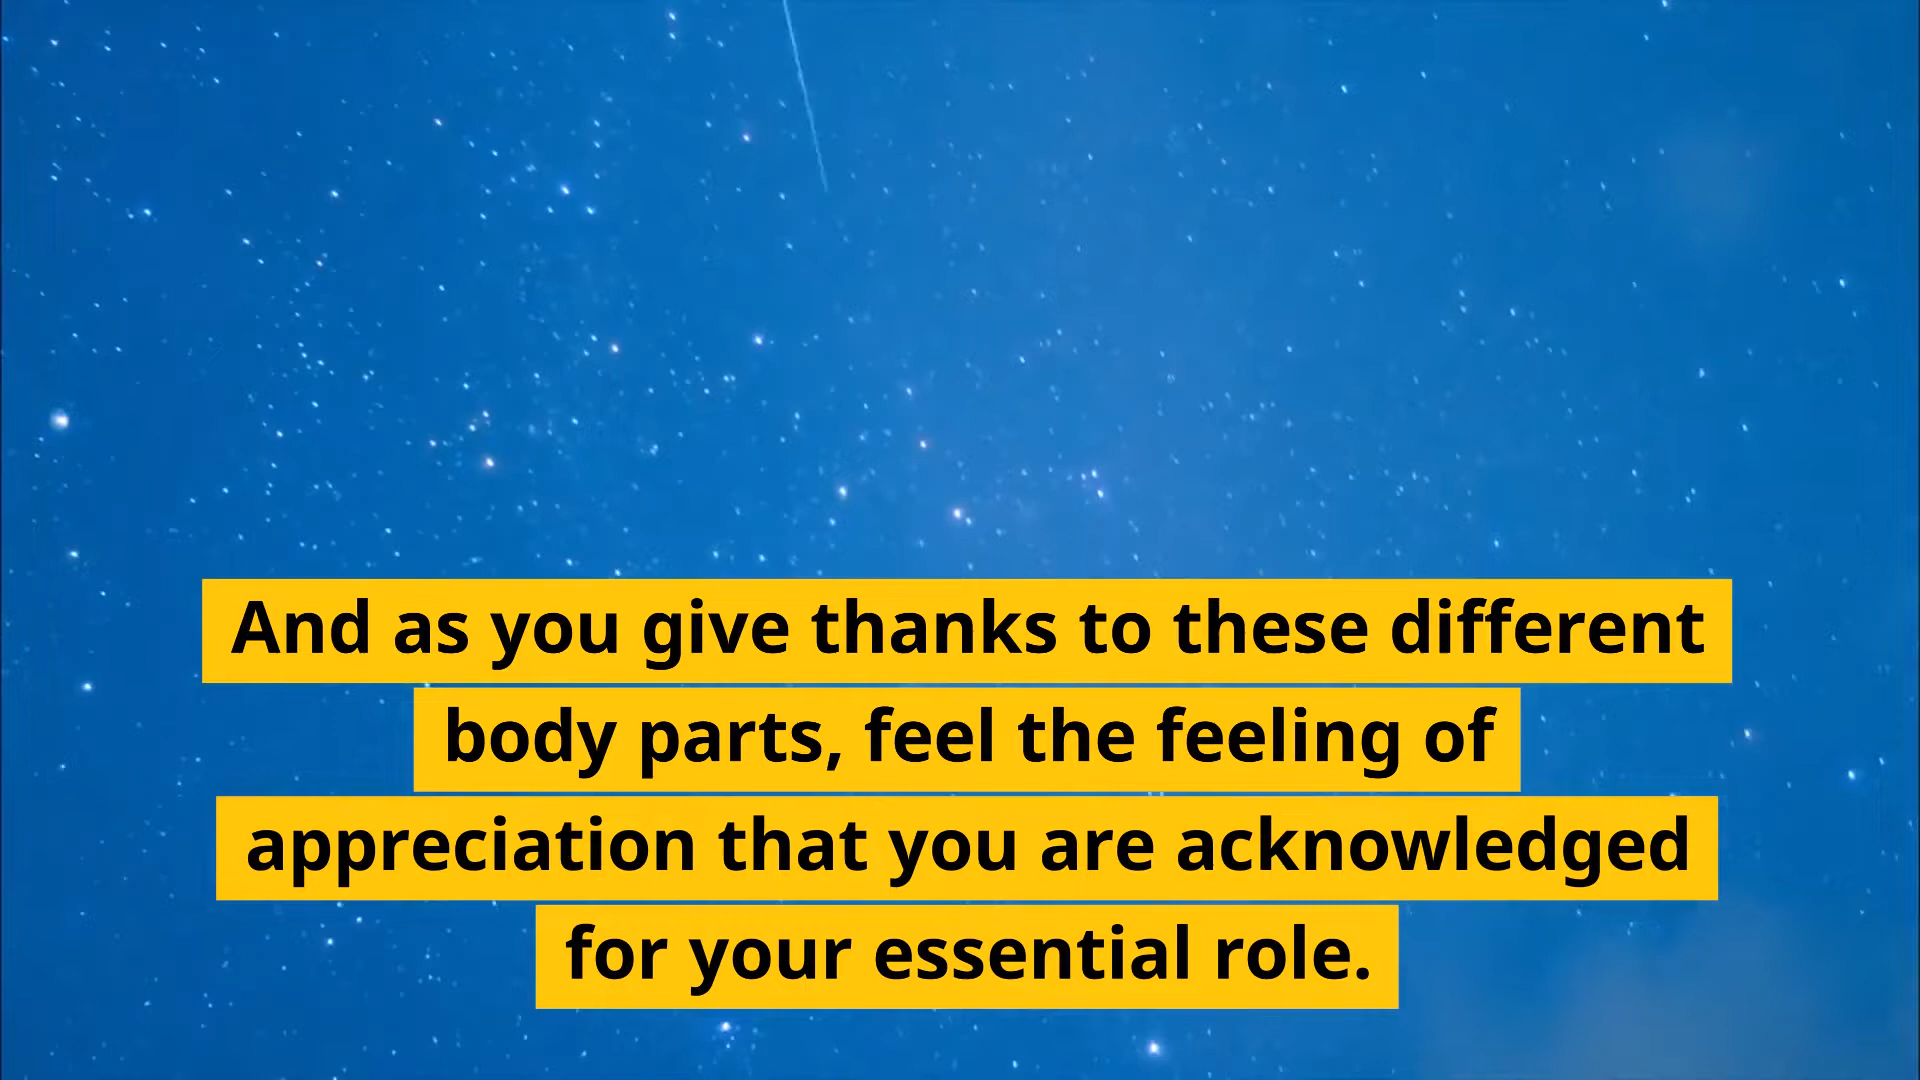 And as you give thanks to these different
body parts, feel the feeling of
appreciation that you are acknowledged
for your essential role.